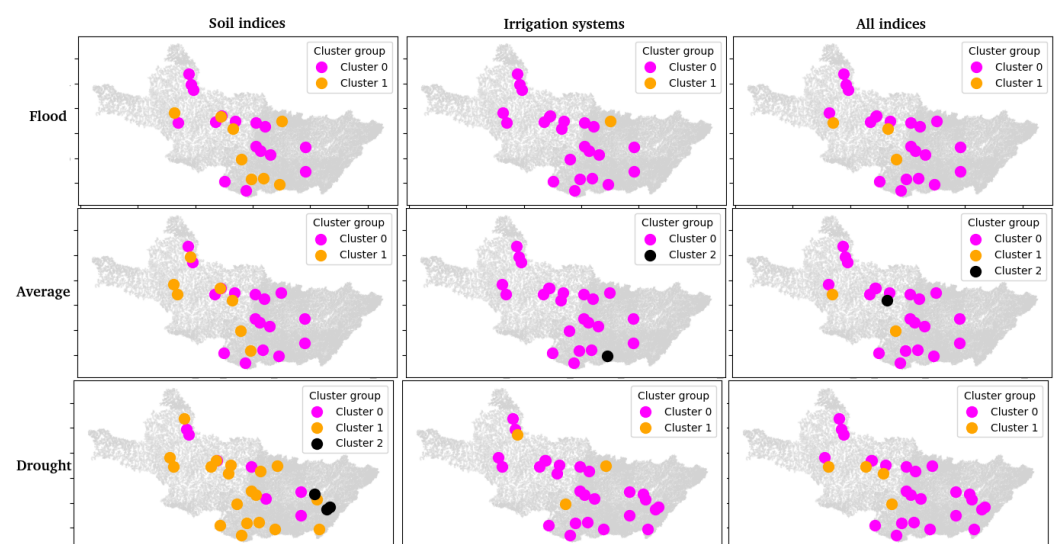 Soil indices
Irrigation systems
All indices
Flood
Cluster group
Cluster 0
Cluster 1
Cluster group
Cluster 0
Cluster 1
Cluster group
Cluster 0
Cluster 1
Average
Cluster group
Cluster 0
Cluster 1
Cluster group
Cluster 0
Cluster 2
Cluster group
Cluster 0
Cluster 1
Cluster 2
Drought
Cluster group
Cluster 0
Cluster 1
Cluster 2
Cluster group
Cluster 0
Cluster 1
Cluster group
Cluster 0
Cluster 1